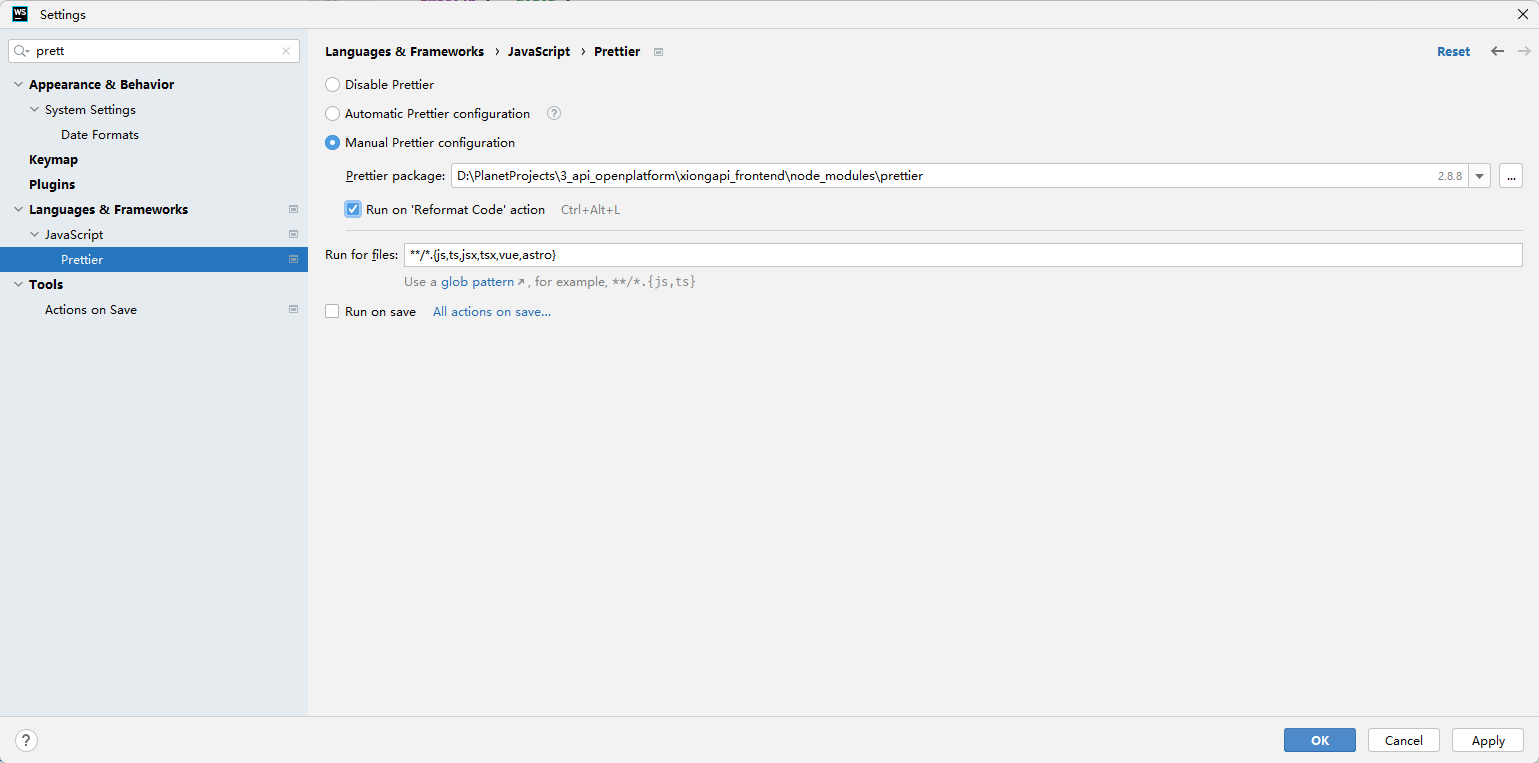 WS
Settings
prett
Appearance & Behavior
System Settings
Date Formats
Keymap
Plugins
Languages & Frameworks
JavaScript
Prettier
Tools
Actions on Save
Languages & Frameworks › JavaScript › Prettier
Reset
Disable Prettier
Automatic Prettier configuration ?
Manual Prettier configuration
Prettier package: D:\PlanetProjects\3_api_openplatform\xiongapi_frontend\node_modules\prettier 2.8.8 ...
Run on 'Reformat Code' action Ctrl+Alt+L
Run for files: **/*.{js,ts,jsx,tsx,vue,astro}
Use a glob pattern ↗, for example, **/*.{js,ts}
Run on save All actions on save...
? OK Cancel Apply